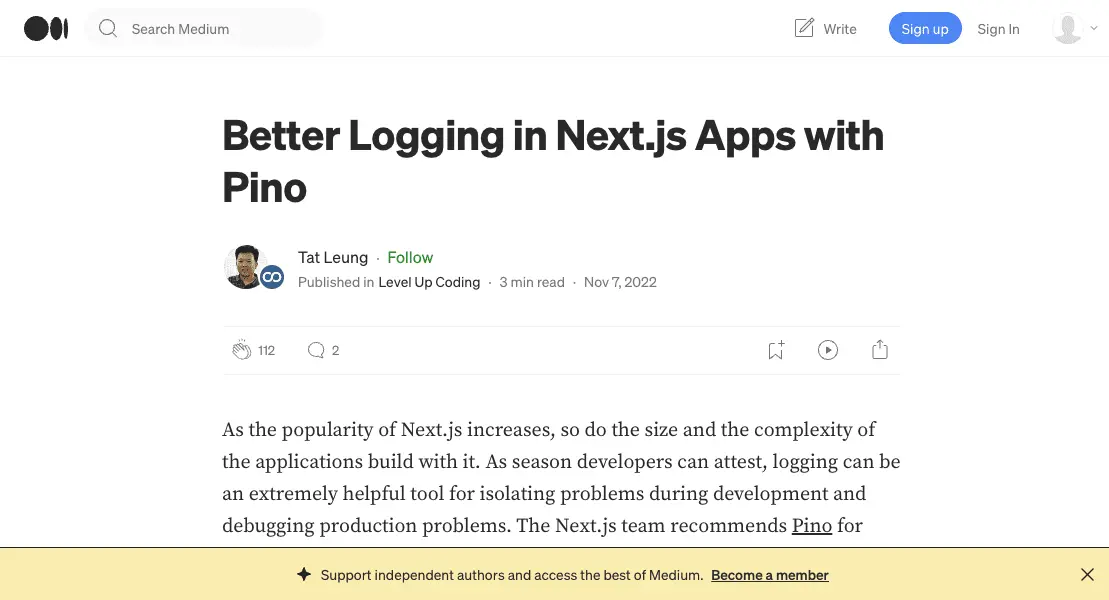 Search Medium
Write
Sign up
Sign In
Better Logging in Next.js Apps with
Pino
Tat Leung · Follow
Published in Level Up Coding · 3 min read · Nov 7, 2022
112
2
As the popularity of Next.js increases, so do the size and the complexity of
the applications build with it. As season developers can attest, logging can be
an extremely helpful tool for isolating problems during development and
debugging production problems. The Next.js team recommends Pino for
Support independent authors and access the best of Medium. Become a member